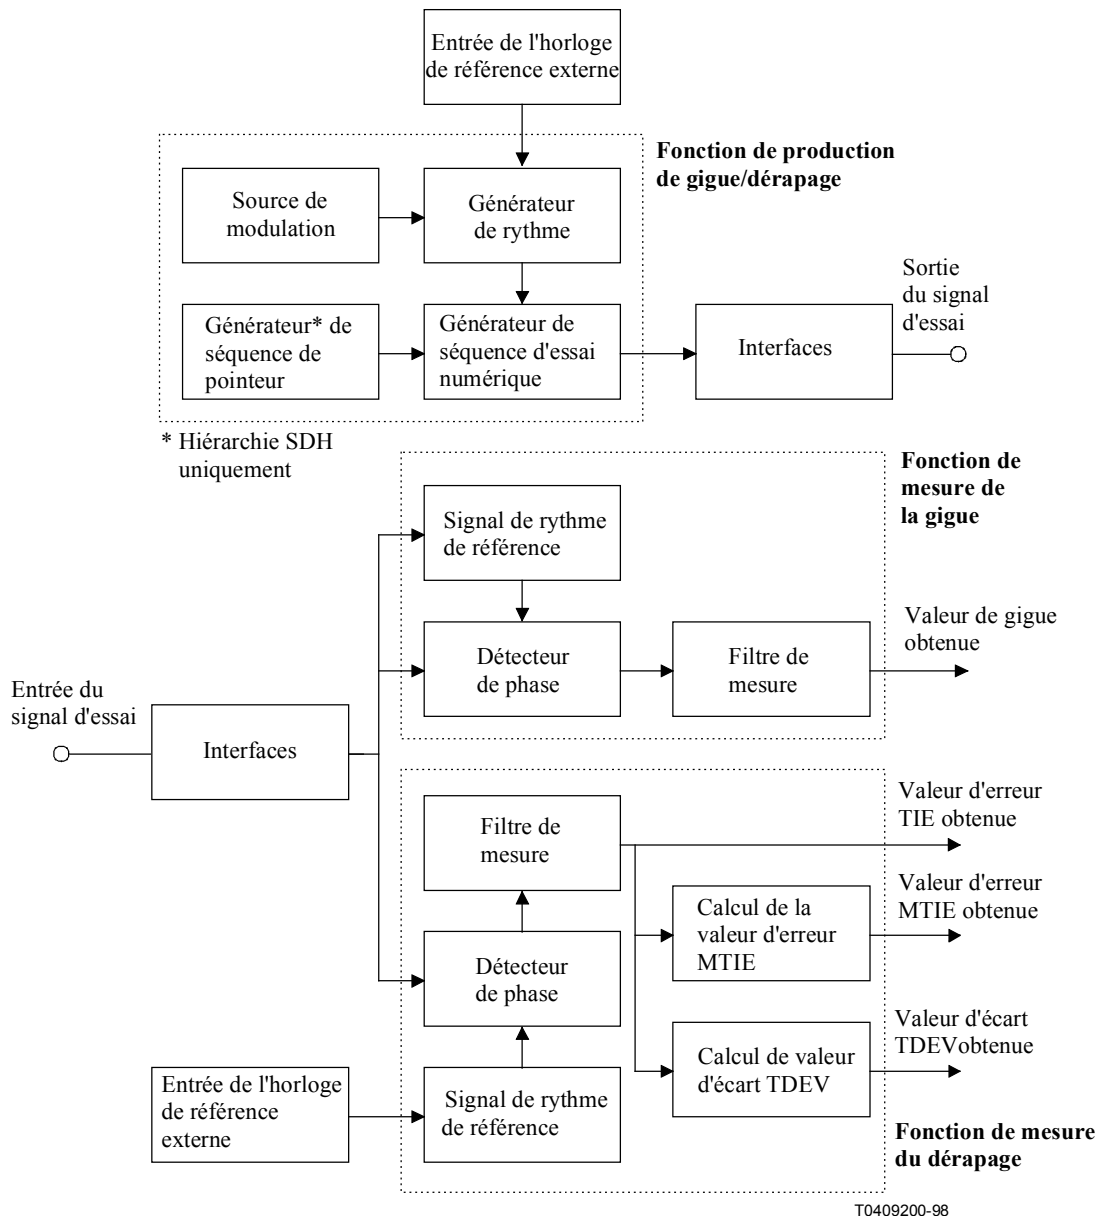 Entrée de l'horloge
de référence externe
Fonction de production
de gigue/dérapage
Source de
modulation
Générateur
de rythme
Générateur* de
séquence de
pointeur
Générateur de
séquence d'essai
numérique
Interfaces
Sortie
du signal
d'essai
* Hiérarchie SDH
uniquement
Fonction de
mesure de
la gigue
Signal de rythme
de référence
Détecteur
de phase
Filtre de
mesure
Valeur de gigue
obtenue
Entrée du
signal d'essai
Interfaces
Filtre de
mesure
Valeur d'erreur
TIE obtenue
Calcul de la
valeur d'erreur
MTIE
Valeur d'erreur
MTIE obtenue
Détecteur
de phase
Calcul de valeur
d'écart TDEV
Valeur d'écart
TDEVobtenue
Entrée de l'horloge
de référence
externe
Signal de rythme
de référence
Fonction de mesure
du dérapage
T0409200-98